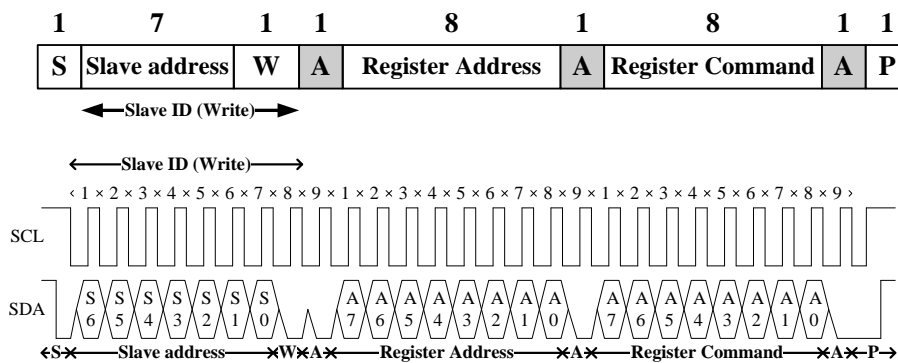 1 7 1 1 8 1 8 1 1
S Slave address W A Register Address A Register Command A P
Slave ID (Write)
Slave ID (Write)
‹ 1 × 2 × 3 × 4 × 5 × 6 × 7 × 8 × 9 × 1 × 2 × 3 × 4 × 5 × 6 × 7 × 8 × 9 × 1 × 2 × 3 × 4 × 5 × 6 × 7 × 8 × 9 ›
SCL
SDA S6 S5 S4 S3 S2 S1 S0 A7 A6 A5 A4 A3 A2 A1 A0 A7 A6 A5 A4 A3 A2 A1 A0
S Slave address W A Register Address A Register Command A P